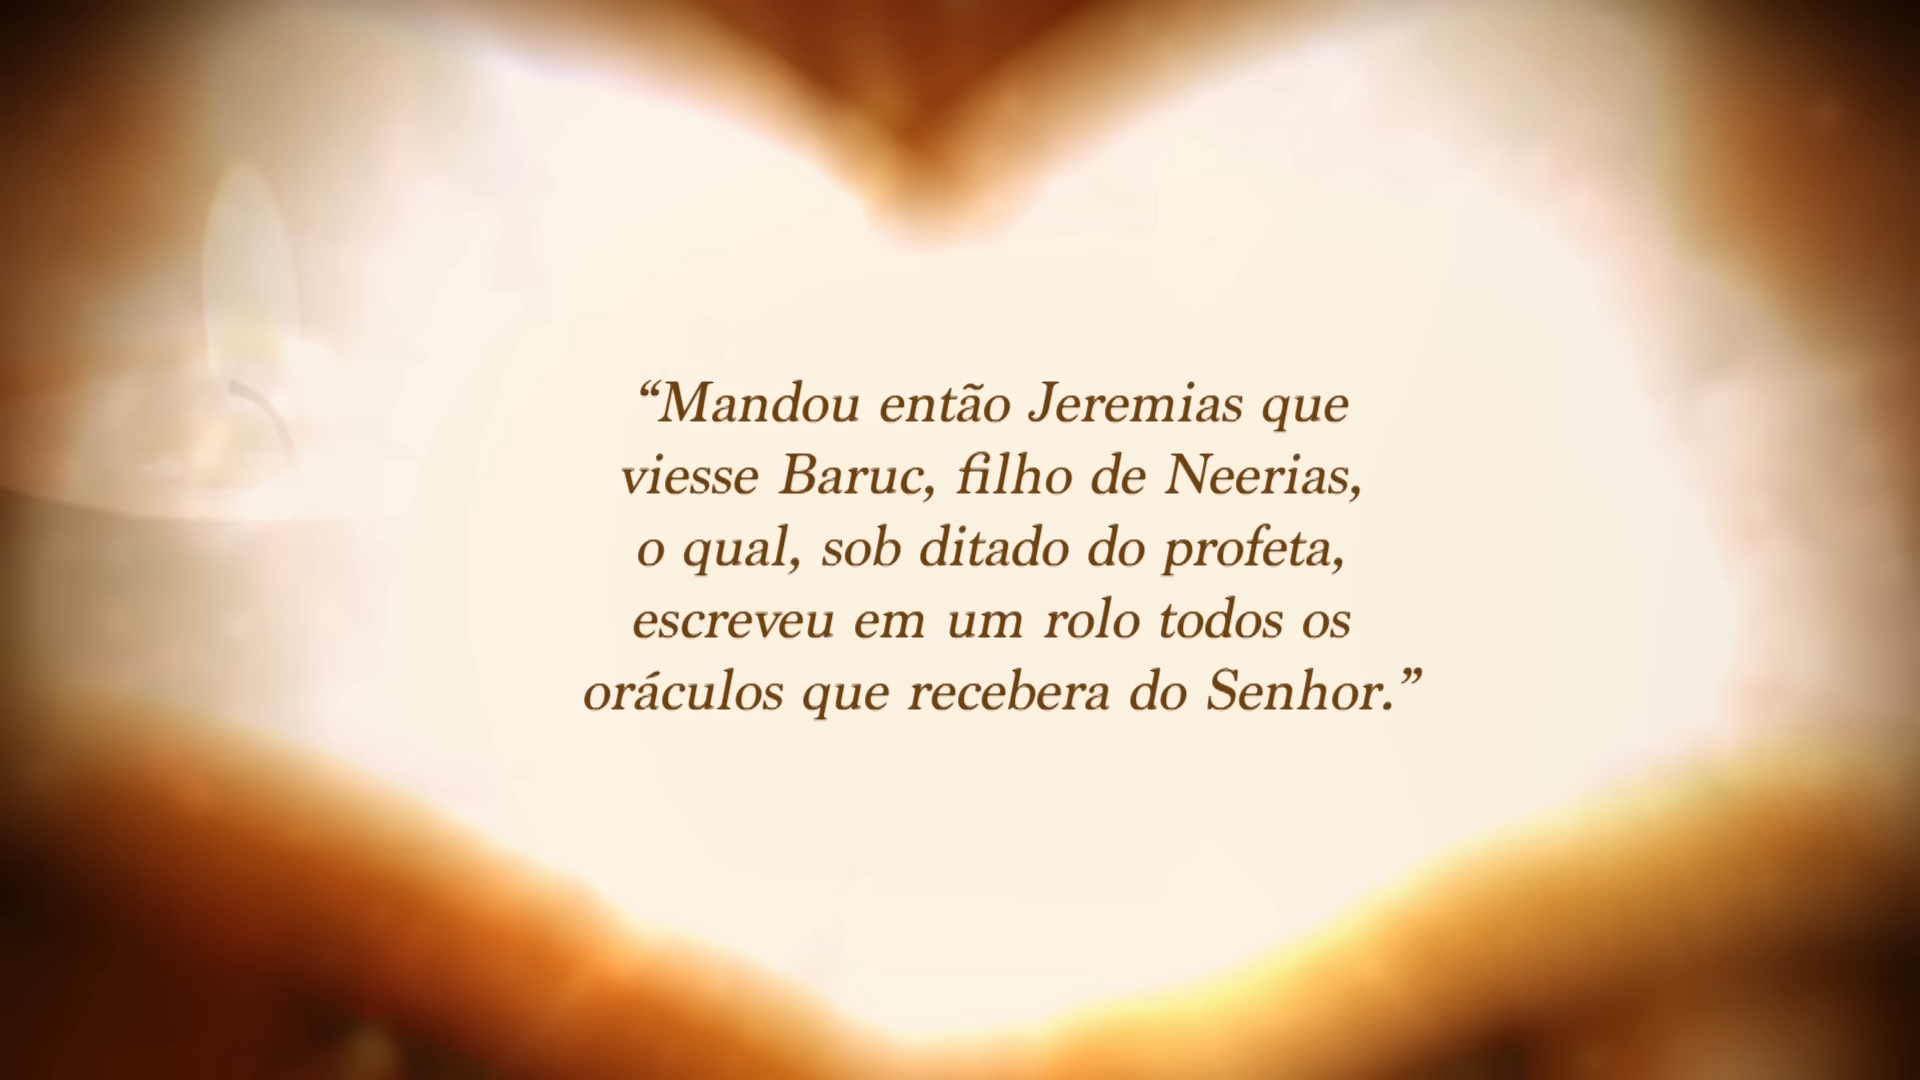 “Mandou então Jeremias que
viesse Baruc, filho de Neerias,
o qual, sob ditado do profeta,
escreveu em um rolo todos os
oráculos que recebera do Senhor.”